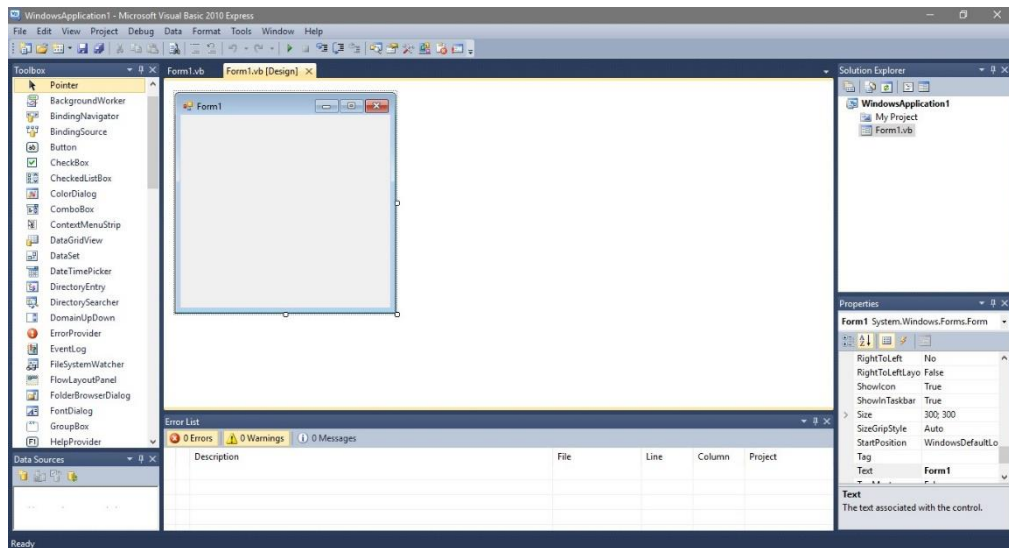 WindowsApplication1 - Microsoft Visual Basic 2010 Express
File Edit View Project Debug Data Format Tools Window Help
Toolbox
Pointer
BackgroundWorker
BindingNavigator
BindingSource
Button
CheckBox
CheckedListBox
ColorDialog
ComboBox
ContextMenuStrip
DataGridView
DataSet
DateTimePicker
DirectoryEntry
DirectorySearcher
DomainUpDown
ErrorProvider
EventLog
FileSystemWatcher
FlowLayoutPanel
FolderBrowserDialog
FontDialog
GroupBox
HelpProvider
Data Sources
Form1.vb Form1.vb [Design]
Form1
Error List
0 Errors 0 Warnings 0 Messages
Description File Line Column Project
Solution Explorer
WindowsApplication1
My Project
Form1.vb
Properties
Form1 System.Windows.Forms.Form
RightToLeft No
RightToLeftLayo False
ShowIcon True
ShowInTaskbar True
Size 300; 300
SizeGripStyle Auto
StartPosition WindowsDefaultLo
Tag
Text Form1
Text
The text associated with the control.
Ready